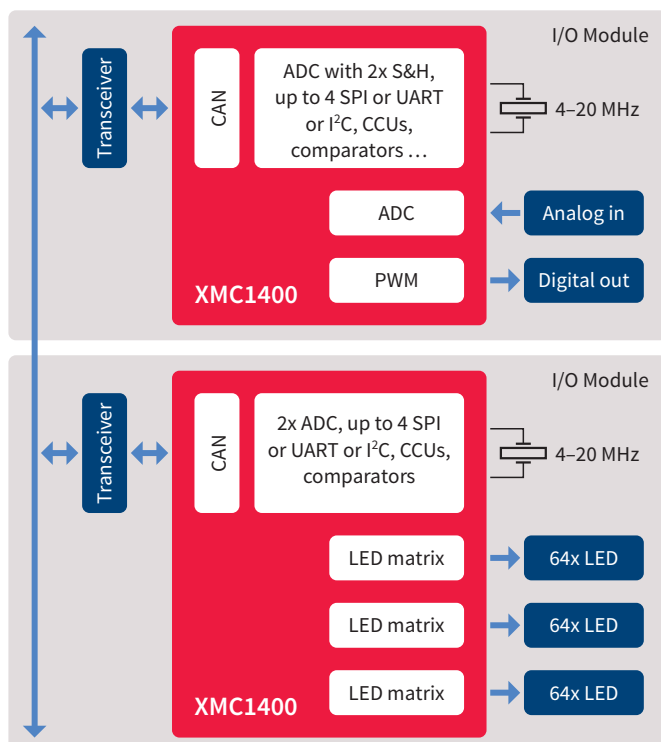 I/O Module
Transceiver
CAN
ADC with 2x S&H,
up to 4 SPI or UART
or I²C, CCUs,
comparators …
4–20 MHz
ADC
Analog in
PWM
Digital out
XMC1400
I/O Module
Transceiver
CAN
2x ADC, up to 4 SPI
or UART or I²C, CCUs,
comparators
4–20 MHz
LED matrix
64x LED
LED matrix
64x LED
LED matrix
64x LED
XMC1400